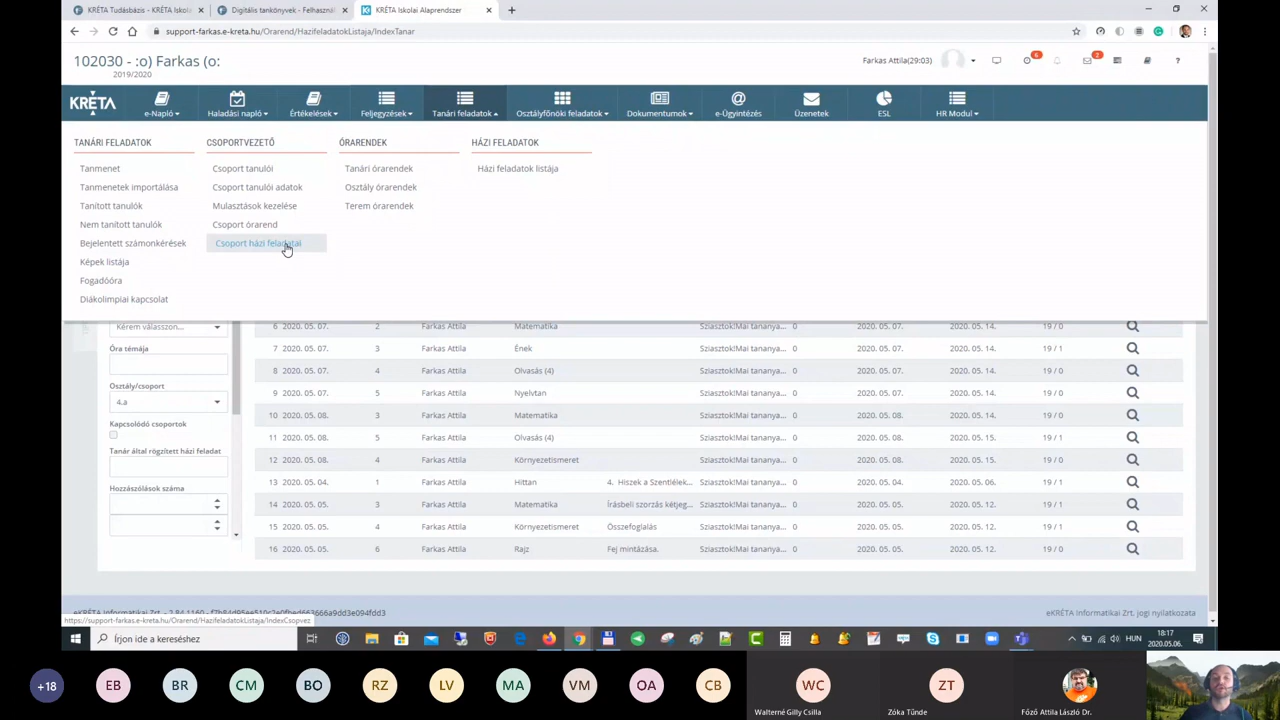 KRÉTA Tudásbázis - KRÉTA Iskola
Digitális tankönyvek - Felhasznál
KRÉTA Iskolai Alaprendszer
support-farkas.e-kreta.hu/Orarend/HazifeladatokListaja/IndexTanar
102030 - :o) Farkas (o:
2019/2020
Farkas Attila(29:03)
KRÉTA
e-Napló
Haladási napló
Értékelések
Feljegyzések
Tanári feladatok
Osztályfőnöki feladatok
Dokumentumok
e-Ügyintézés
Üzenetek
ESL
HR Modul
TANÁRI FELADATOK
Tanmenet
Tanmenetek importálása
Tanított tanulók
Nem tanított tanulók
Bejelentett számonkérések
Képek listája
Fogadóóra
Diákolimpiai kapcsolat
CSOPORTVEZETŐ
Csoport tanulói
Csoport tanulói adatok
Mulasztások kezelése
Csoport órarend
Csoport házi feladatai
ÓRARENDEK
Tanári órarendek
Osztály órarendek
Terem órarendek
HÁZI FELADATOK
Házi feladatok listája
Kérem válasszon...
Óra témája
Osztály/csoport
4.a
Kapcsolódó csoportok
Tanár által rögzített házi feladat
Hozzászólások száma
6 2020. 05. 07. 2 Farkas Attila Matematika Sziasztok!Mai tananya... 0 2020. 05. 07. 2020. 05. 14. 19 / 0
7 2020. 05. 07. 3 Farkas Attila Ének Sziasztok!Mai tananya... 0 2020. 05. 07. 2020. 05. 14. 19 / 1
8 2020. 05. 07. 4 Farkas Attila Olvasás (4) Sziasztok!Mai tananya... 0 2020. 05. 07. 2020. 05. 14. 19 / 0
9 2020. 05. 07. 5 Farkas Attila Nyelvtan Sziasztok!Mai tananya... 0 2020. 05. 07. 2020. 05. 14. 19 / 0
10 2020. 05. 08. 3 Farkas Attila Matematika Sziasztok!Mai tananya... 0 2020. 05. 08. 2020. 05. 14. 19 / 0
11 2020. 05. 08. 5 Farkas Attila Olvasás (4) Sziasztok!Mai tananya... 0 2020. 05. 08. 2020. 05. 15. 19 / 1
12 2020. 05. 08. 4 Farkas Attila Környezetismeret Sziasztok!Mai tananya... 0 2020. 05. 08. 2020. 05. 15. 19 / 0
13 2020. 05. 04. 1 Farkas Attila Hittan 4. Hiszek a Szentlélek... Sziasztok!Mai tananya... 0 2020. 05. 04. 2020. 05. 06. 19 / 1
14 2020. 05. 05. 3 Farkas Attila Matematika Írásbeli szorzás kétjeg... Sziasztok!Mai tananya... 0 2020. 05. 05. 2020. 05. 12. 19 / 1
15 2020. 05. 05. 4 Farkas Attila Környezetismeret Összefoglalás Sziasztok!Mai tananya... 0 2020. 05. 05. 2020. 05. 12. 19 / 1
16 2020. 05. 05. 6 Farkas Attila Rajz Fej mintázása. Sziasztok!Mai tananya... 0 2020. 05. 05. 2020. 05. 12. 19 / 0
eKRÉTA Informatikai Zrt. jogi nyilatkozata
https://support-farkas.e-kreta.hu/Orarend/HazifeladatokListaja/IndexCsopvez
Írjon ide a kereséshez
HUN
18:17
2020.05.06.
+18
EB
BR
CM
BO
RZ
LV
MA
VM
OA
CB
WC
ZT
Walterné Gilly Csilla
Zóka Tünde
Főző Attila László Dr.